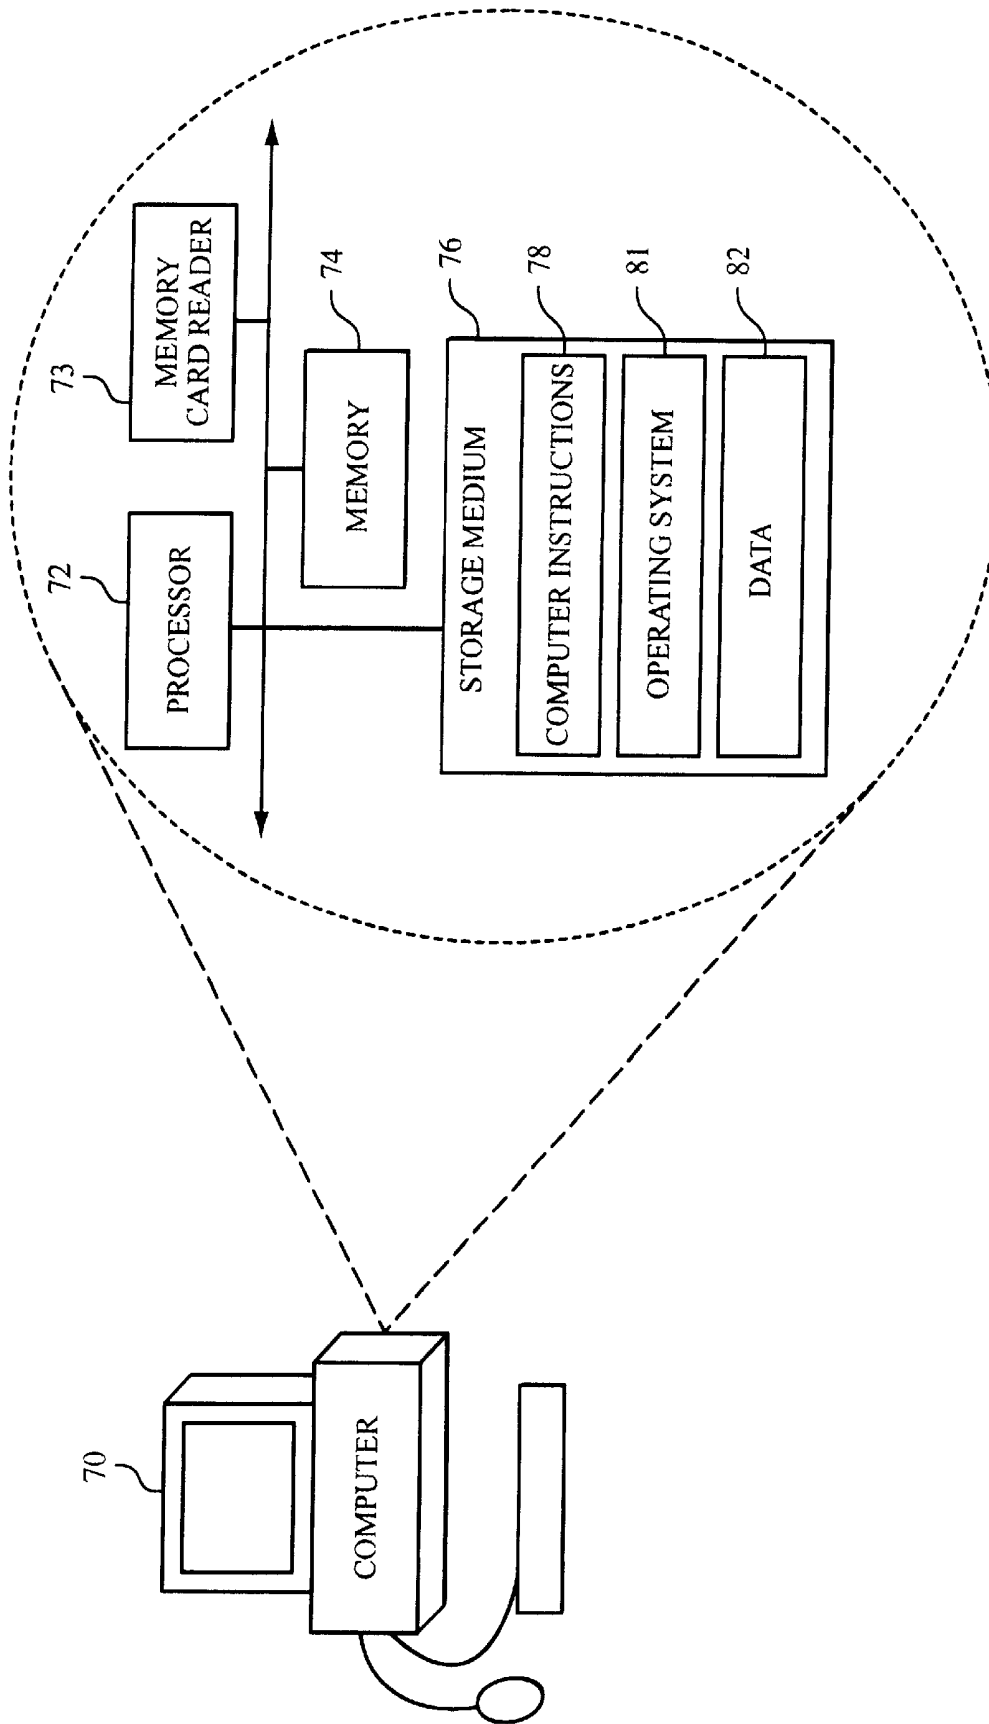 70
COMPUTER
72
PROCESSOR
73
MEMORY
CARD READER
74
MEMORY
76
STORAGE MEDIUM
78
COMPUTER INSTRUCTIONS
81
OPERATING SYSTEM
82
DATA